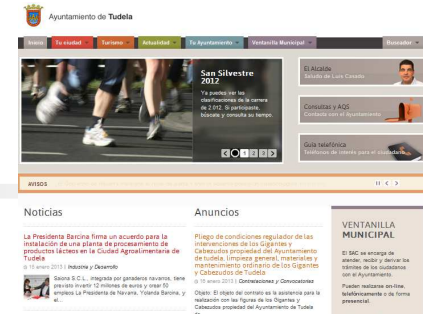 Ayuntamiento de Tudela
Inicio Tu ciudad Turismo Actualidad Tu Ayuntamiento Ventanilla Municipal Buscador
San Silvestre
2012
Ya puedes ver las
clasificaciones de la carrera
de 2.012. Si participaste,
búscate y consulta su tiempo.
1 2 3
El Alcalde
Saludo de Luis Casado
Consultas y AQS
Contacta con el Ayuntamiento
Guía telefónica
Teléfonos de interés para el ciudadano
AVISOS
Noticias
La Presidenta Barcina firma un acuerdo para la
instalación de una planta de procesamiento de
productos lácteos en la Ciudad Agroalimentaria de
Tudela
16 enero 2013 / Industria y Desarrollo
S.C.L., integrada por ganaderos navarros, tiene
previsto invertir 12 millones de euros y crear 50
empleos La Presidenta de Navarra, Yolanda Barcina, y
el...
Anuncios
Pliego de condiciones regulador de las
intervenciones de los Gigantes y
Cabezudos propiedad del Ayuntamiento
de tudela, limpieza general, materiales y
mantenimiento ordinario de los Gigantes
y Cabezudos de Tudela
16 enero 2013 / Contrataciones y Convocatorias
Objeto: El objeto del contrato es la asistencia para la
realización con las figuras de los Gigantes y
Cabezudos propiedad del Ayuntamiento de Tudela
VENTANILLA
MUNICIPAL
El SAC se encarga de
atender, recibir y derivar los
trámites de los ciudadanos
con el Ayuntamiento.
Pueden realizarse on-line,
telefónicamente o de forma
presencial.